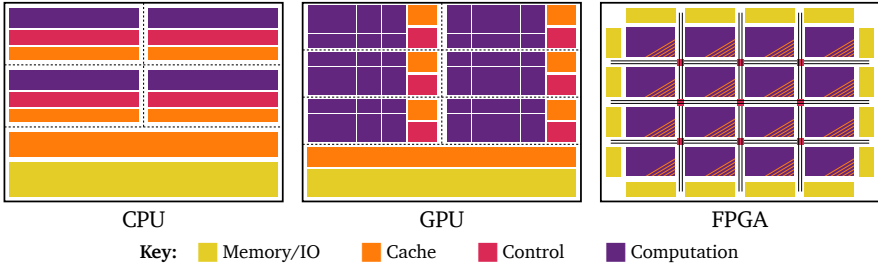 CPU GPU FPGA
Key: Memory/IO Cache Control Computation